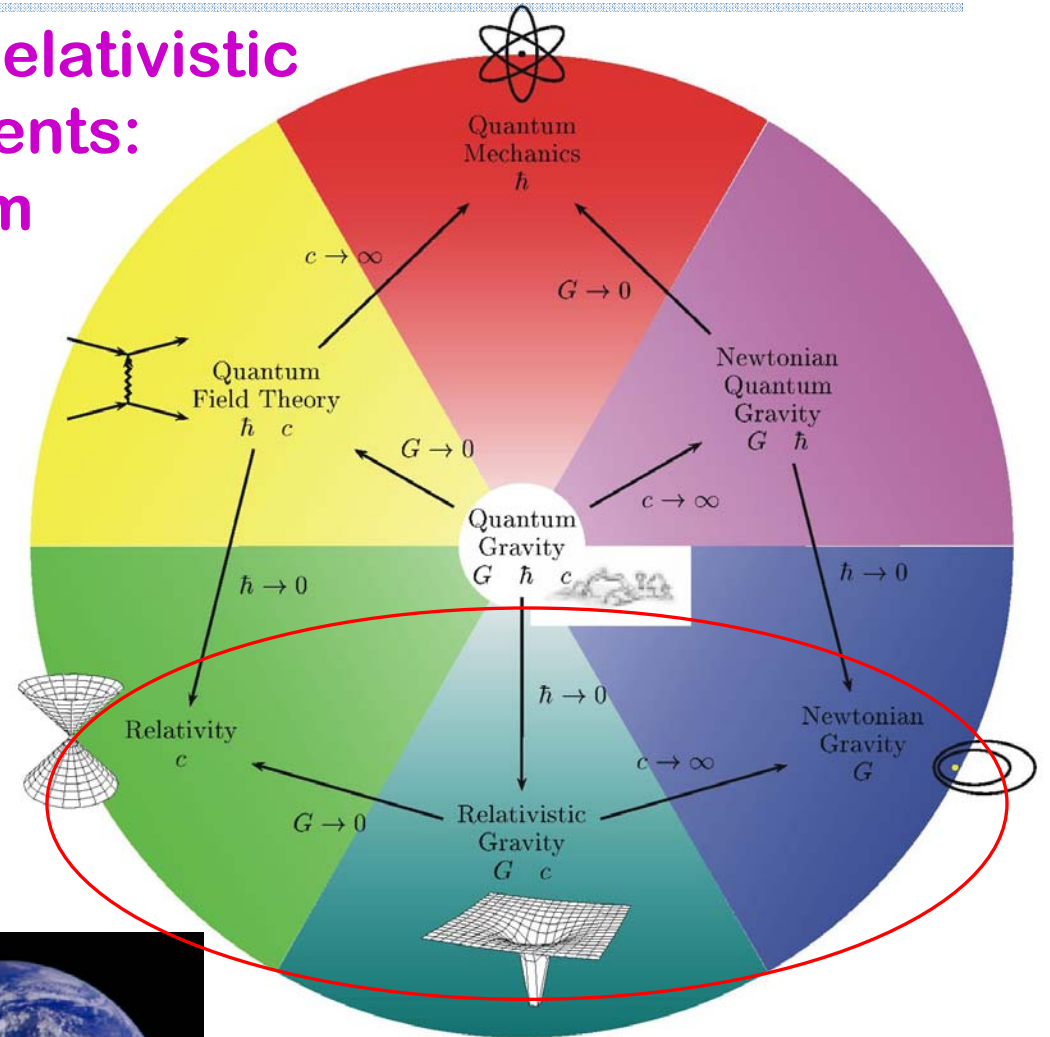 elativistic
ents:
m
Quantum
Mechanics
ħ
c → ∞
G → 0
Quantum
Field Theory
ħ c
Newtonian
Quantum
Gravity
G ħ
G → 0
c → ∞
Quantum
Gravity
G ħ c
ħ → 0
ħ → 0
ħ → 0
Relativity
c
Newtonian
Gravity
G
c → ∞
G → 0
Relativistic
Gravity
G c